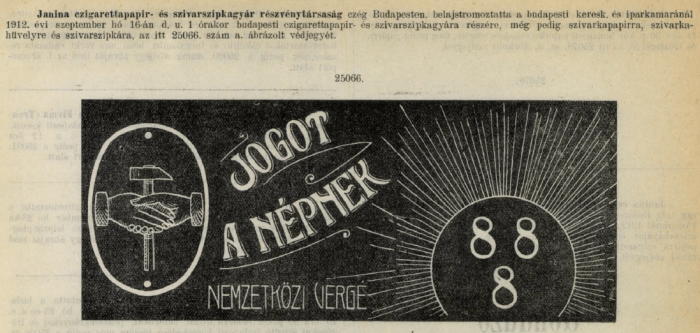 Janina czigarettapapir- és szivarszipkagyár részvénytársaság czég Budapesten, belajstromoztatta a budapesti keresk. és iparkamaránál
1912. évi szeptember hó 16-án d. u. 1 órakor budapesti czigarettapapir- és szivarszipkagyára részére, még pedig szivarkapapirra, szivarka-
hüvelyre és szivarszipkára, az itt 25066. szám a. ábrázolt védjegyét.
25066.
JOGOT
A NÉPNEK
NEMZETKÖZI VERGÉ
8 8
8